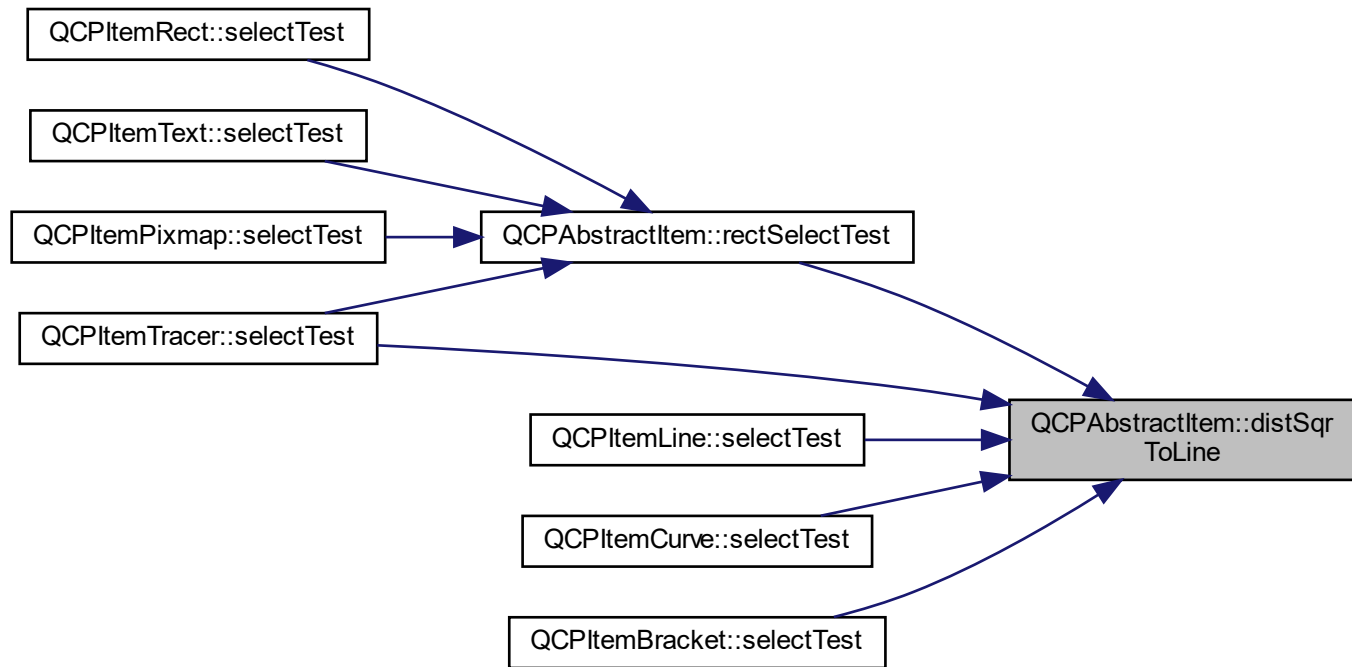 QCPItemRect::selectTest
QCPItemText::selectTest
QCPItemPixmap::selectTest
QCPAbstractItem::rectSelectTest
QCPItemTracer::selectTest
QCPAbstractItem::distSqr
ToLine
QCPItemLine::selectTest
QCPItemCurve::selectTest
QCPItemBracket::selectTest